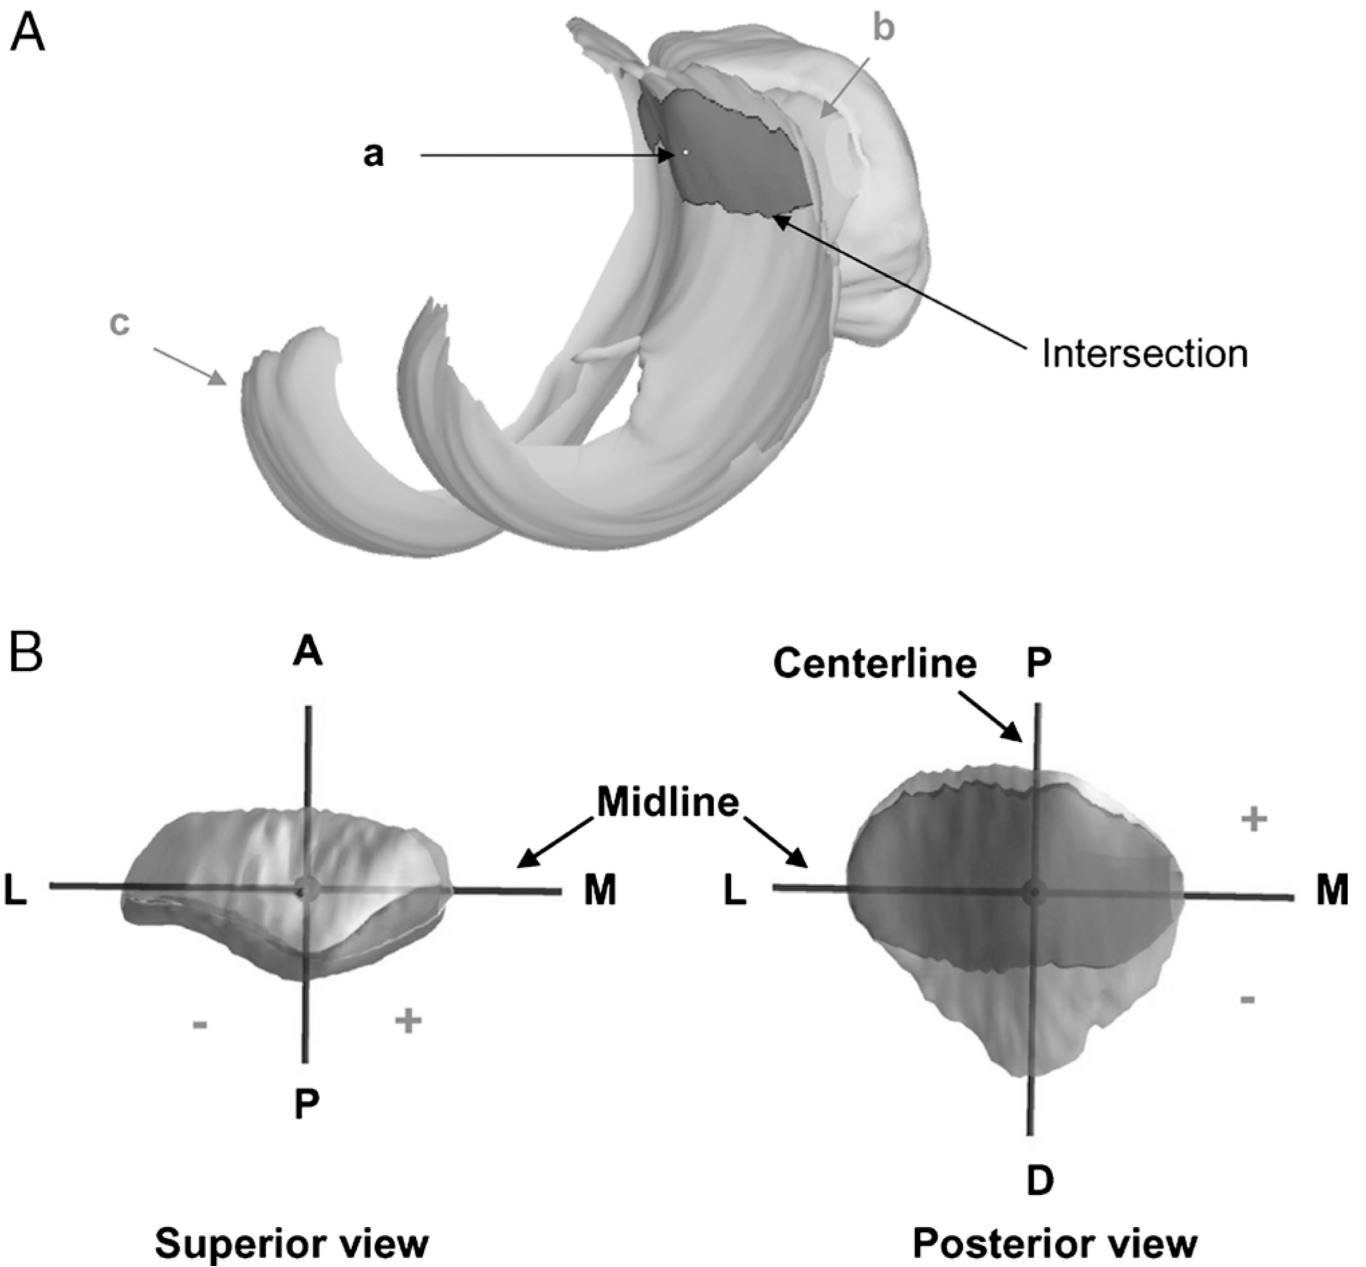 A
b
a
c
Intersection
B
A
Centerline P
Midline
+
L M L M
- + -
P
D
Superior view Posterior view